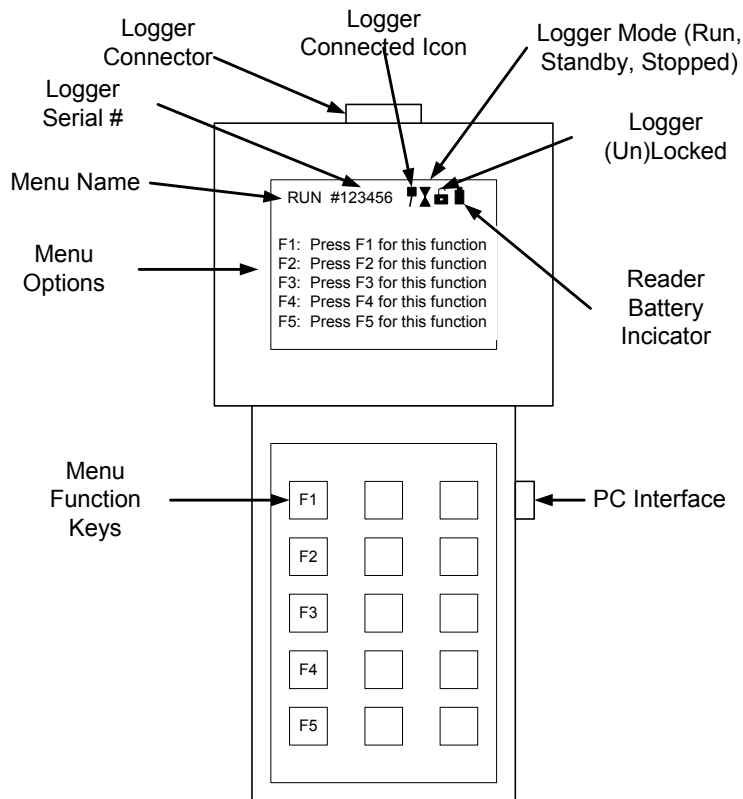 Logger
Connector
Logger
Connected Icon
Logger Mode (Run,
Standby, Stopped)
Logger
Serial #
Logger
(Un)Locked
Menu Name
RUN #123456
Menu
Options
F1: Press F1 for this function
F2: Press F2 for this function
F3: Press F3 for this function
F4: Press F4 for this function
F5: Press F5 for this function
Reader
Battery
Incicator
Menu
Function
Keys
F1
PC Interface
F2
F3
F4
F5